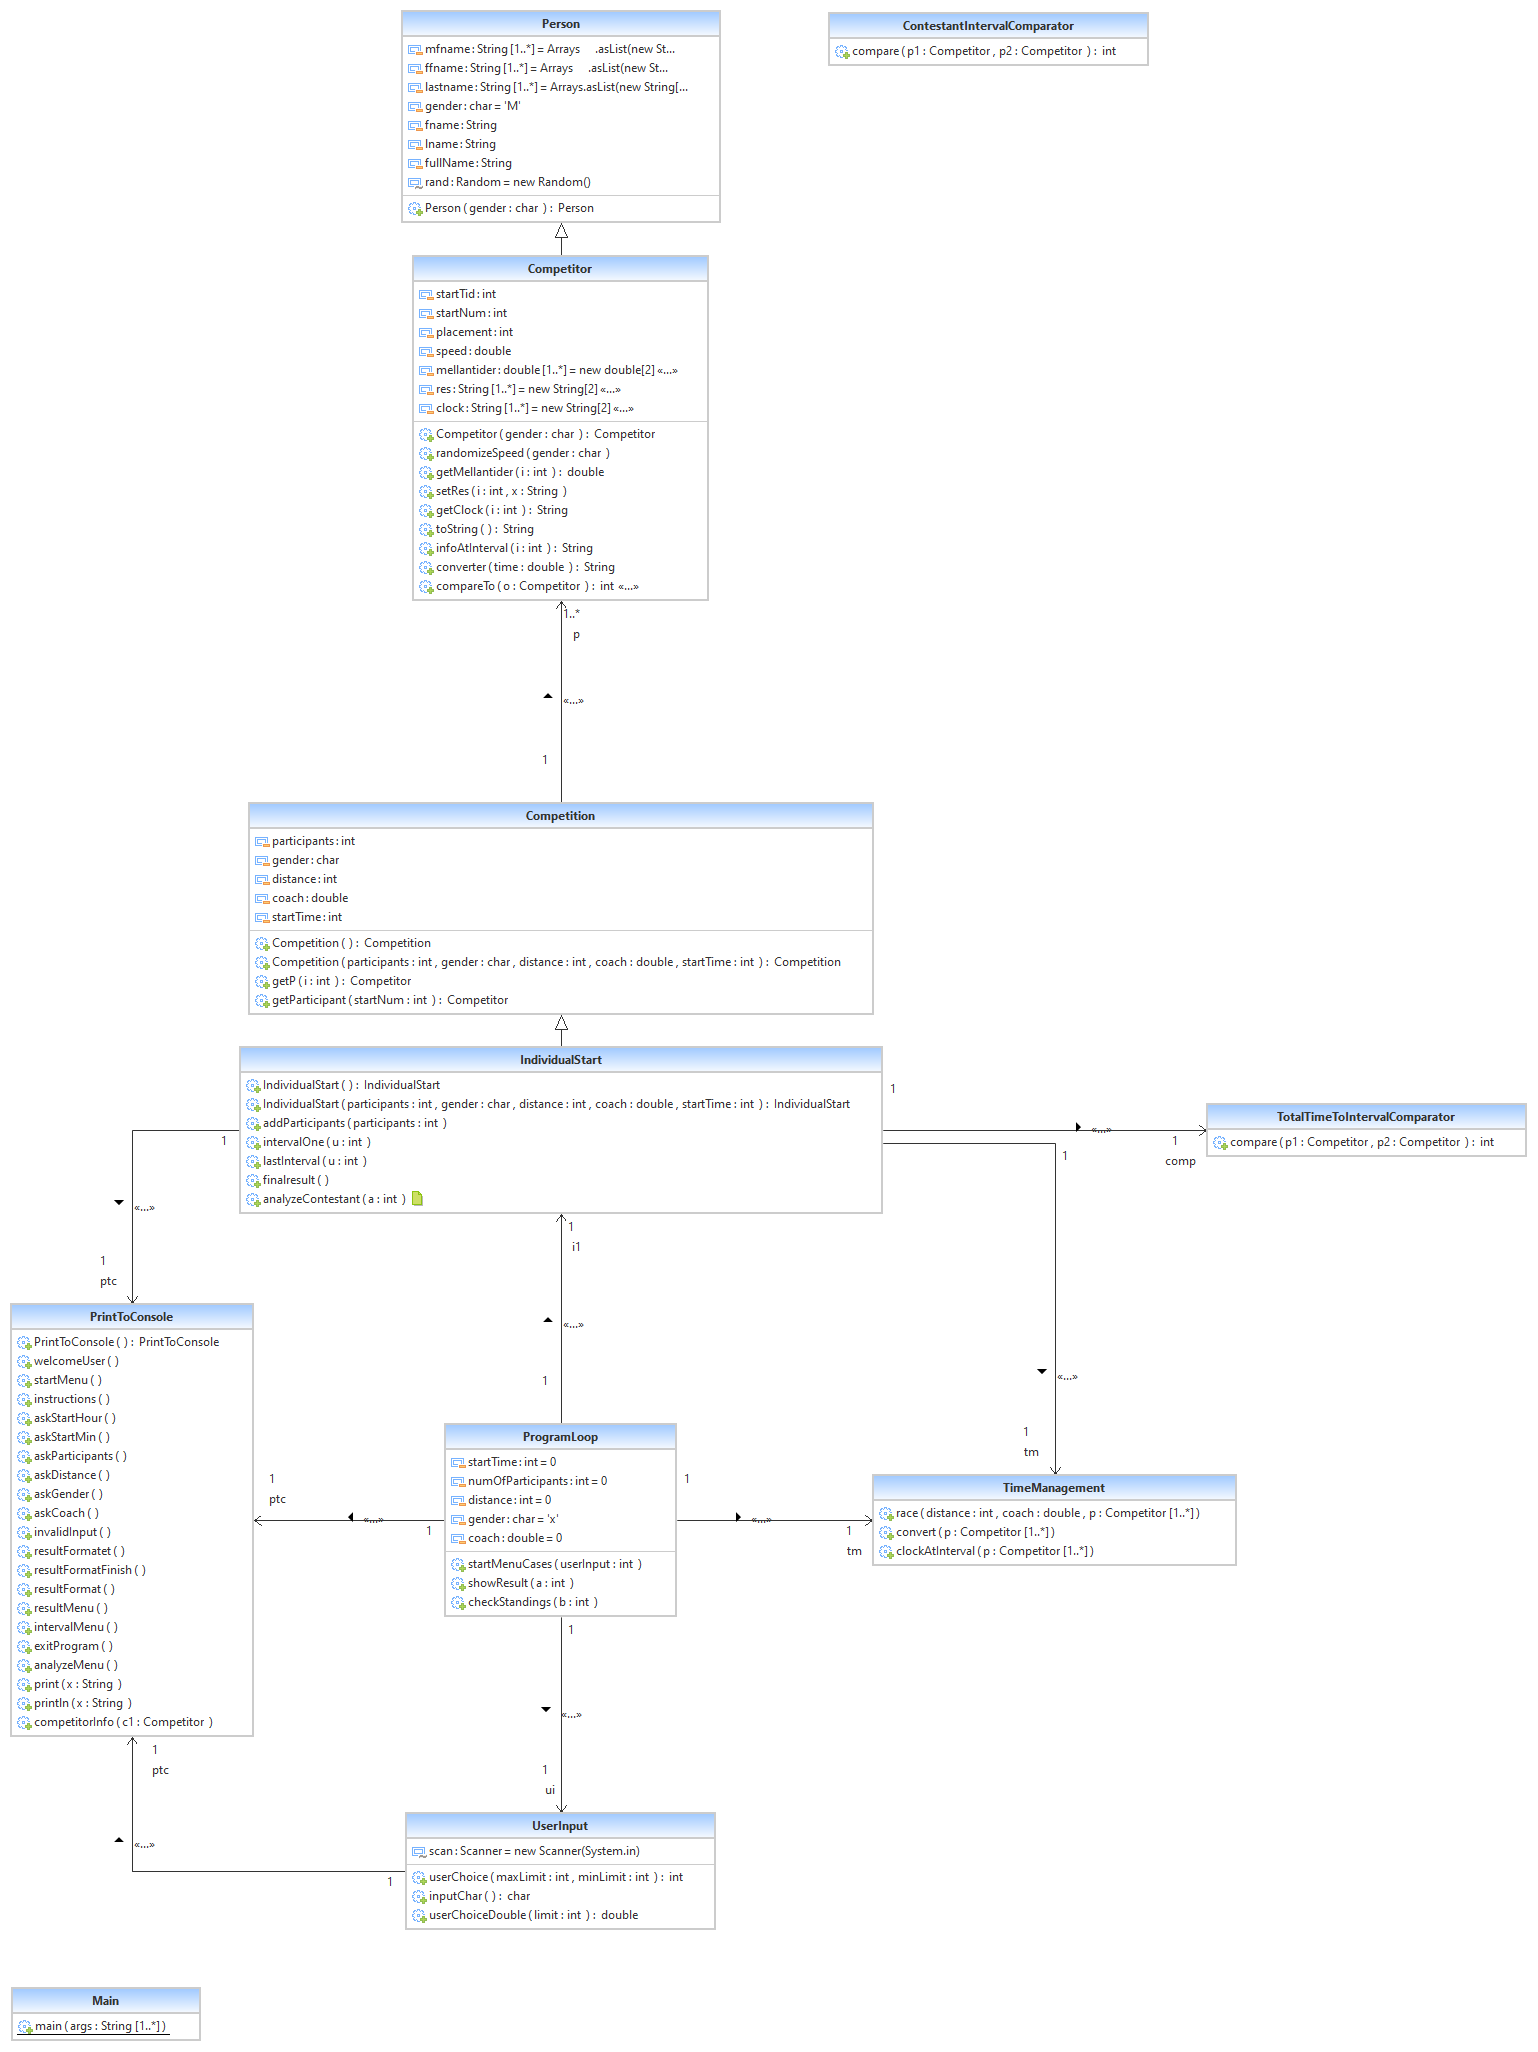 Person
mfname: String [1..*] = Arrays .asList(new St...
ffname: String [1..*] = Arrays .asList(new St...
lastname: String [1..*] = Arrays.asList(new String[...
gender: char = 'M'
fname: String
lname: String
fullName: String
rand: Random = new Random()
Person ( gender : char ) : Person
ContestantIntervalComparator
compare ( p1 : Competitor , p2 : Competitor ) : int
Competitor
startTid: int
startNum: int
placement: int
speed: double
mellantider: double [1..*] = new double[2] «...»
res: String [1..*] = new String[2] «...»
clock: String [1..*] = new String[2] «...»
Competitor ( gender : char ) : Competitor
randomizeSpeed ( gender : char )
getMellantider ( i : int ) : double
setRes ( i : int , x : String )
getClock ( i : int ) : String
toString ( ) : String
infoAtInterval ( i : int ) : String
converter ( time : double ) : String
compareTo ( o : Competitor ) : int «...»
1..*
p
«...»
1
Competition
participants: int
gender: char
distance: int
coach: double
startTime: int
Competition ( ) : Competition
Competition ( participants : int , gender : char , distance : int , coach : double , startTime : int ) : Competition
getP ( i : int ) : Competitor
getParticipant ( startNum : int ) : Competitor
IndividualStart
IndividualStart ( ) : IndividualStart
IndividualStart ( participants : int , gender : char , distance : int , coach : double , startTime : int ) : IndividualStart
addParticipants ( participants : int )
intervalOne ( u : int )
lastInterval ( u : int )
finalresult ( )
analyzeContestant ( a : int )
1
«...»
1
comp
TotalTimeToIntervalComparator
compare ( p1 : Competitor , p2 : Competitor ) : int
1
«...»
1
tm
1
«...»
1
ptc
1
i1
«...»
1
PrintToConsole
PrintToConsole ( ) : PrintToConsole
welcomeUser ( )
startMenu ( )
instructions ( )
askStartHour ( )
askStartMin ( )
askParticipants ( )
askDistance ( )
askGender ( )
askCoach ( )
invalidInput ( )
resultFormatet ( )
resultFormatFinish ( )
resultFormat ( )
resultMenu ( )
intervalMenu ( )
exitProgram ( )
analyzeMenu ( )
print ( x : String )
println ( x : String )
competitorInfo ( c1 : Competitor )
1
ptc
«...»
1
ProgramLoop
startTime: int = 0
numOfParticipants: int = 0
distance: int = 0
gender: char = 'x'
coach: double = 0
startMenuCases ( userInput : int )
showResult ( a : int )
checkStandings ( b : int )
1
«...»
1
tm
TimeManagement
race ( distance : int , coach : double , p : Competitor [1..*] )
convert ( p : Competitor [1..*] )
clockAtInterval ( p : Competitor [1..*] )
1
«...»
1
ui
1
ptc
«...»
1
UserInput
scan: Scanner = new Scanner(System.in)
userChoice ( maxLimit : int , minLimit : int ) : int
inputChar ( ) : char
userChoiceDouble ( limit : int ) : double
Main
main ( args : String [1..*] )